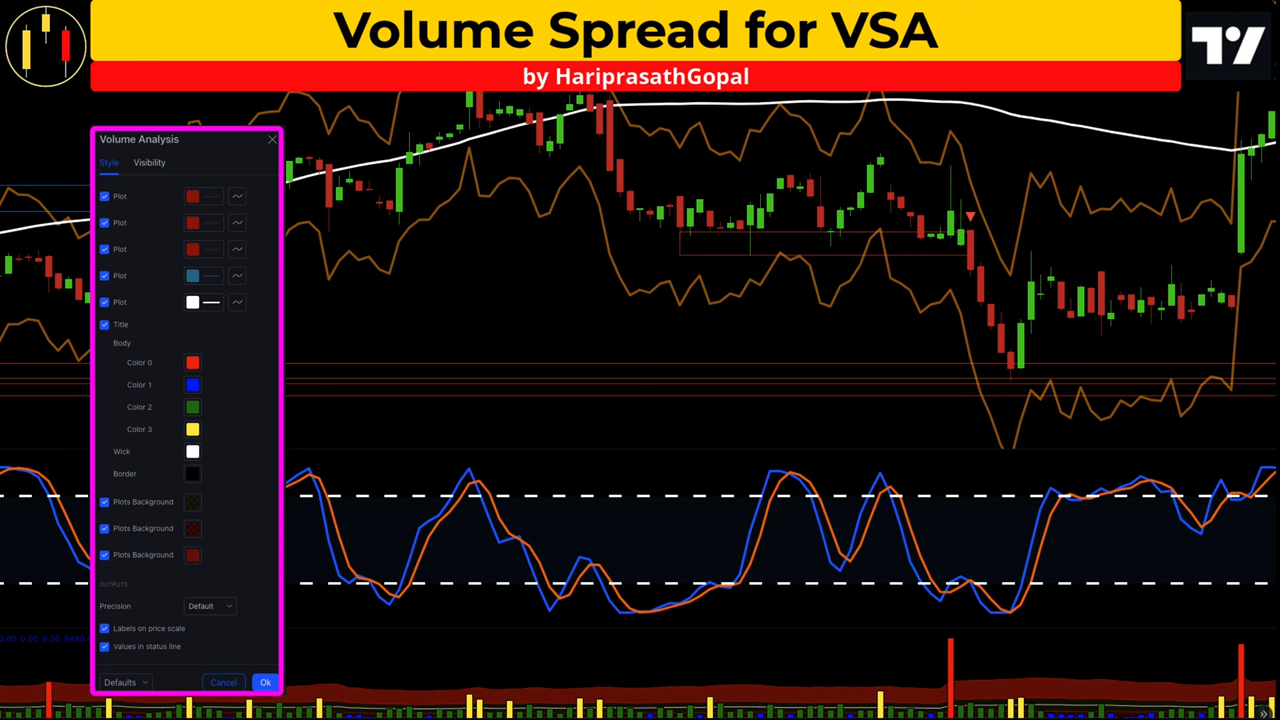 Volume Spread for VSA
by HariprasathGopal
Volume Analysis
Style Visibility
Plot
Plot
Plot
Plot
Plot
Title
Body
Color 0
Color 1
Color 2
Color 3
Wick
Border
Plots Background
Plots Background
Plots Background
OUTPUTS
Precision Default
Labels on price scale
Values in status line
Defaults Cancel Ok